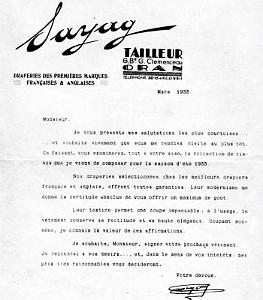 Sayag
TAILLEUR
6, Bd G. Clemenceau
ORAN
DRAPERIES DES PREMIÈRES MARQUES
FRANÇAISES & ANGLAISES
Mars 1933
Monsieur,
Je vous présente mes salutations les plus courtoises...
...et souhaite vivement que vous me rendiez visite au plus tôt.
Ce faisant, vous examinerez, tout à votre aise, la collection de tis-
sus que je viens de composer pour la saison d'été 1933.
Nos draperies sélectionnées chez les meilleurs drapiers
français et anglais, offrent toutes garanties. Leur modernisme me
donne la certitude absolue de vous offrir un maximum de goût.
Leur texture permet une coupe impeccable: à l'usage, le
vêtement conserve sa rectitude et sa haute élégance. Coupant moi-
même, je connais la valeur de ces affirmations.
Je souhaite, Monsieur, signer votre prochain vêtement.
Je répondrai à vos désirs... et, dans le sens de vos intérêts: mes
prix très raisonnables vous décideront.
Votre dévoué.